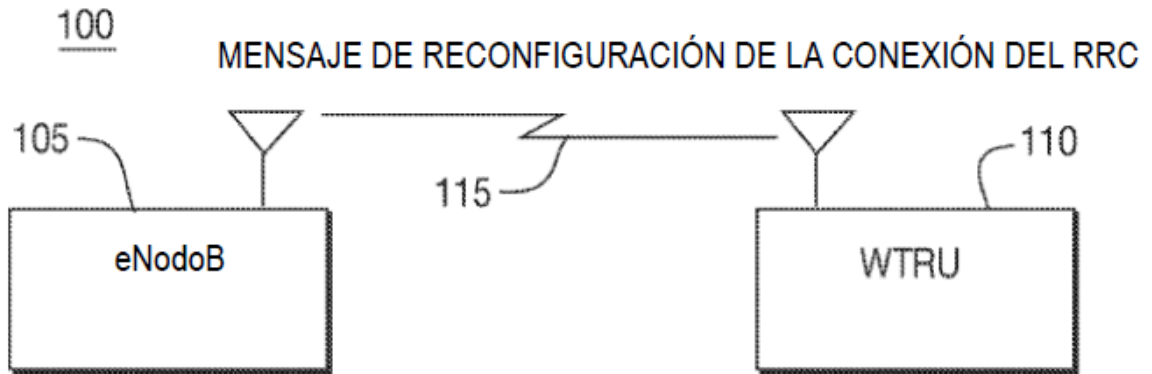 100
MENSAJE DE RECONFIGURACIÓN DE LA CONEXIÓN DEL RRC
105
110
115
eNodoB
WTRU